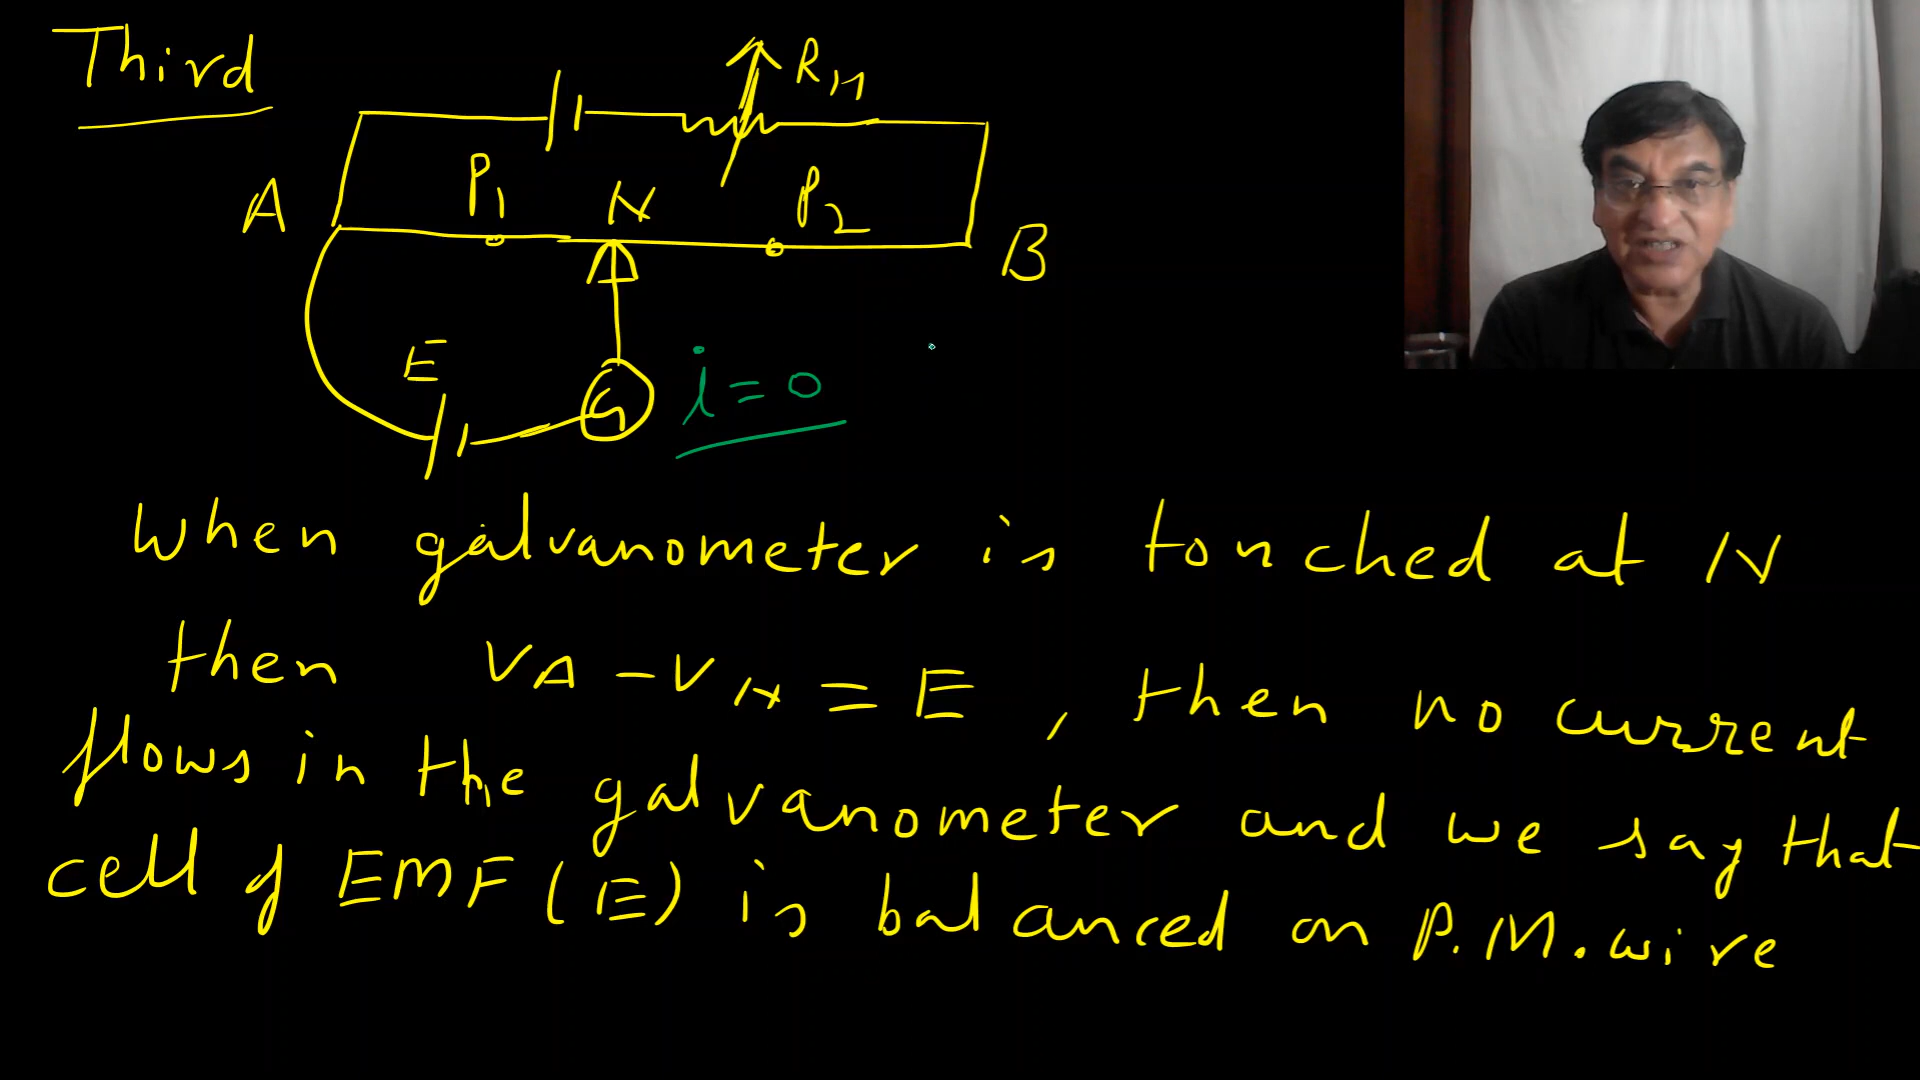 Third
Rh
P1
N
P2
A
B
E
G
i = 0
When galvanometer is touched at N
then VA - VN = E, then no current
flows in the galvanometer and we say that
cell of EMF (E) is balanced on P.M. wire